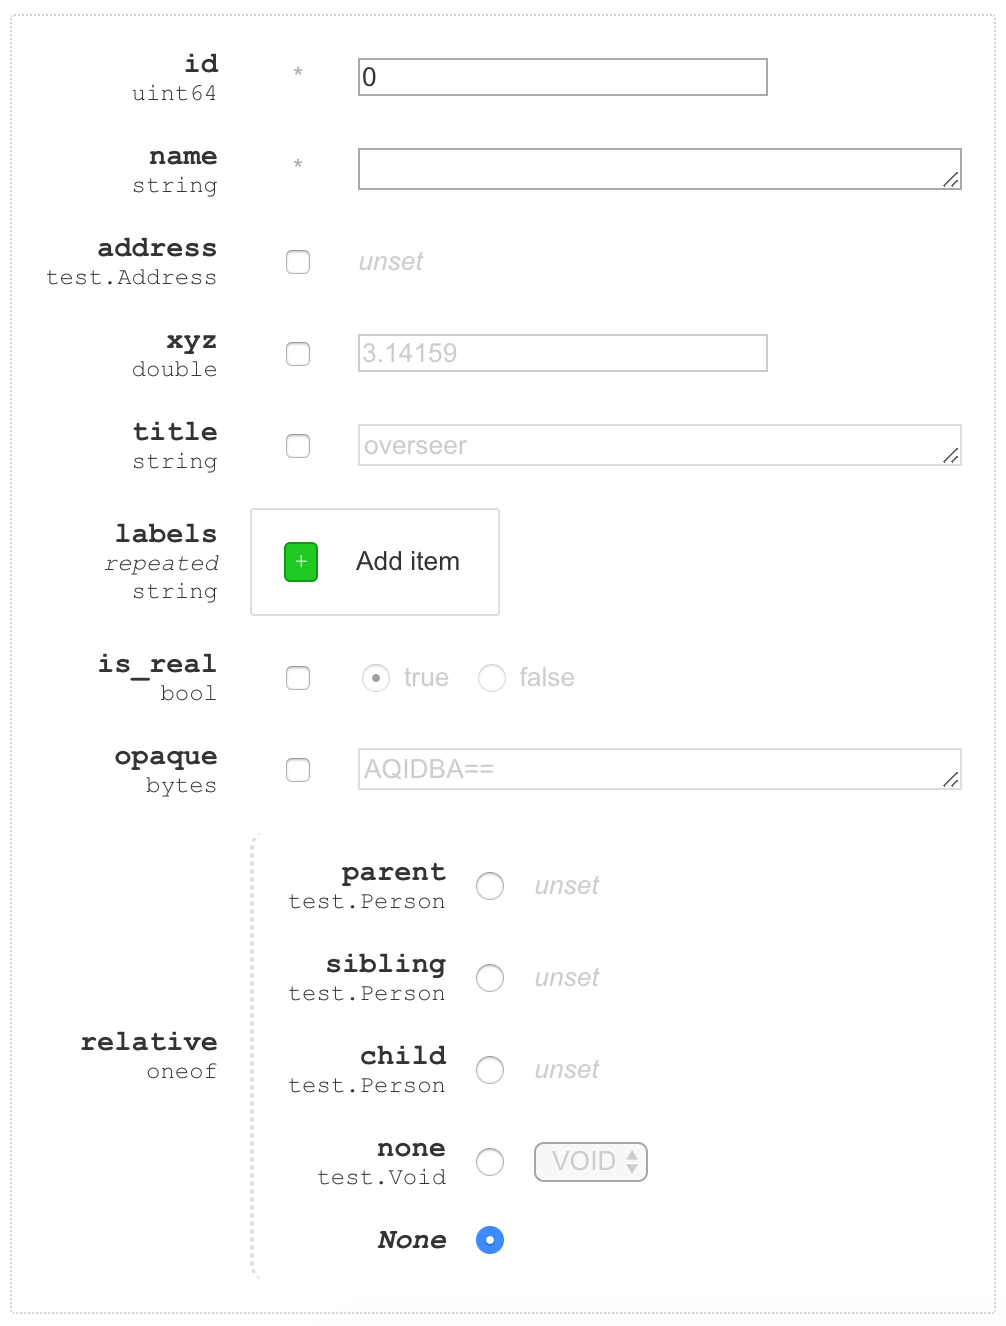 id * 0
uint64
name *
string
address unset
test.Address
xyz 3.14159
double
title overseer
string
labels
repeated + Add item
string
is_real true false
bool
opaque AQIDBA==
bytes
parent unset
test.Person
sibling unset
test.Person
relative
oneof
child unset
test.Person
none VOID
test.Void
None